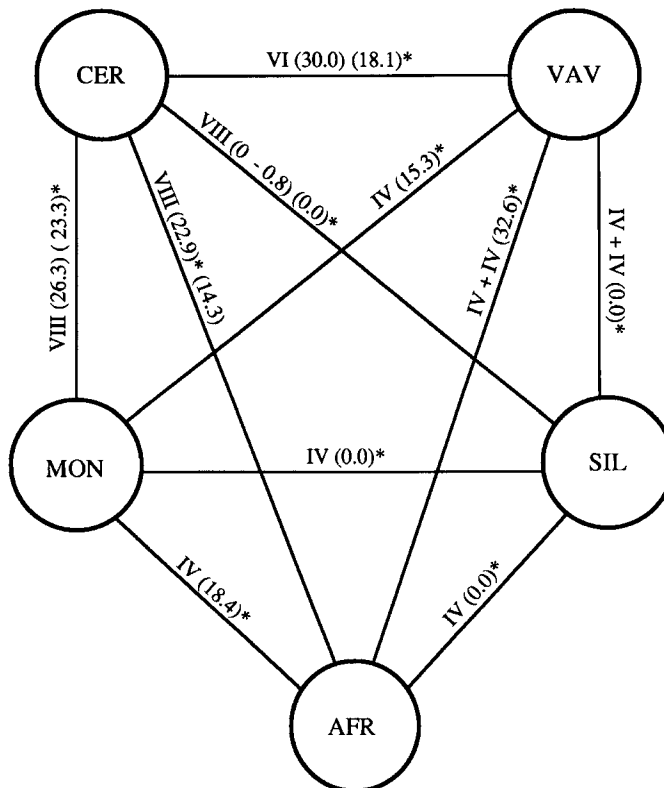 CER
VI (30.0) (18.1)*
VAV
VIII (0 - 0.8) (0.0)*
IV (15.3)*
VIII (22.9)* (14.3)
IV + IV (32.6)*
IV + IV (0.0)*
VIII (26.3) ( 23.3)*
MON
IV (0.0)*
SIL
IV (18.4)*
IV (0.0)*
AFR